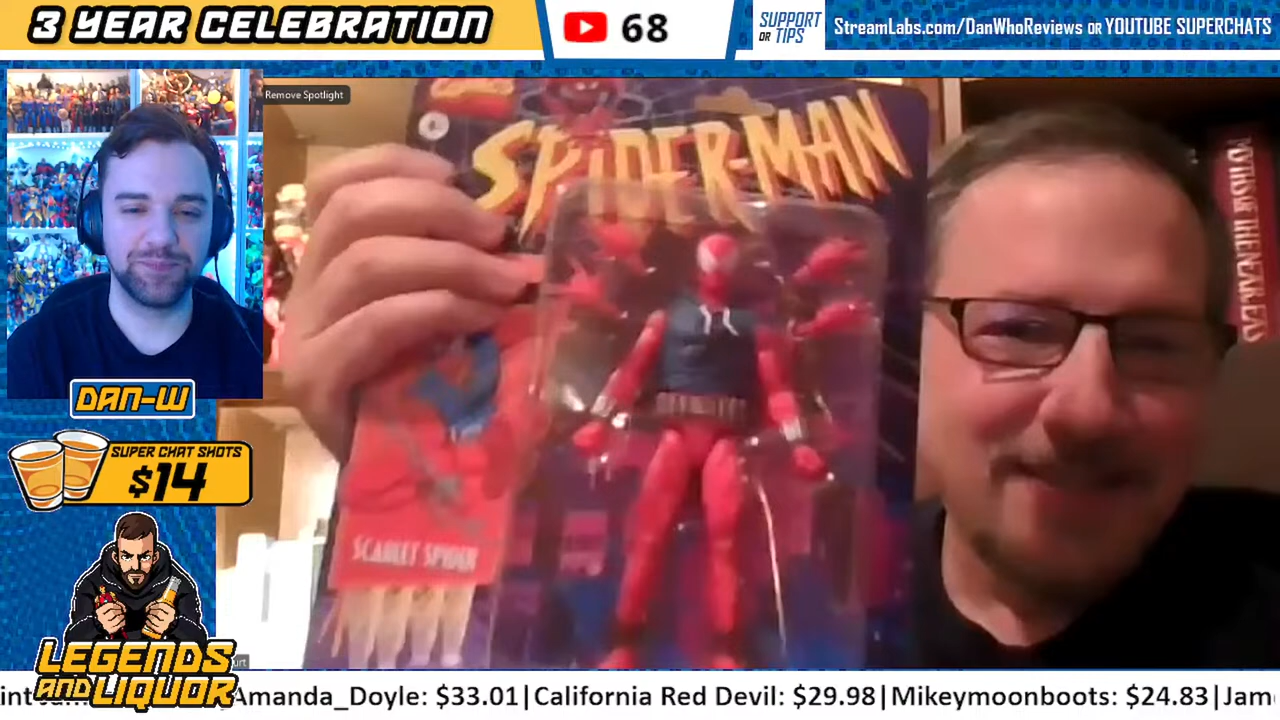 3 YEAR CELEBRATION
68
SUPPORT
OR TIPS
StreamLabs.com/DanWhoReviews OR YOUTUBE SUPERCHATS
Remove Spotlight
SPIDER-MAN
DAN-W
SUPER CHAT SHOTS
$14
SCARLET SPIDER
LEGENDS
AND LIQUOR
Amanda_Doyle: $33.01|California Red Devil: $29.98|Mikeymoonboots: $24.83|Jam